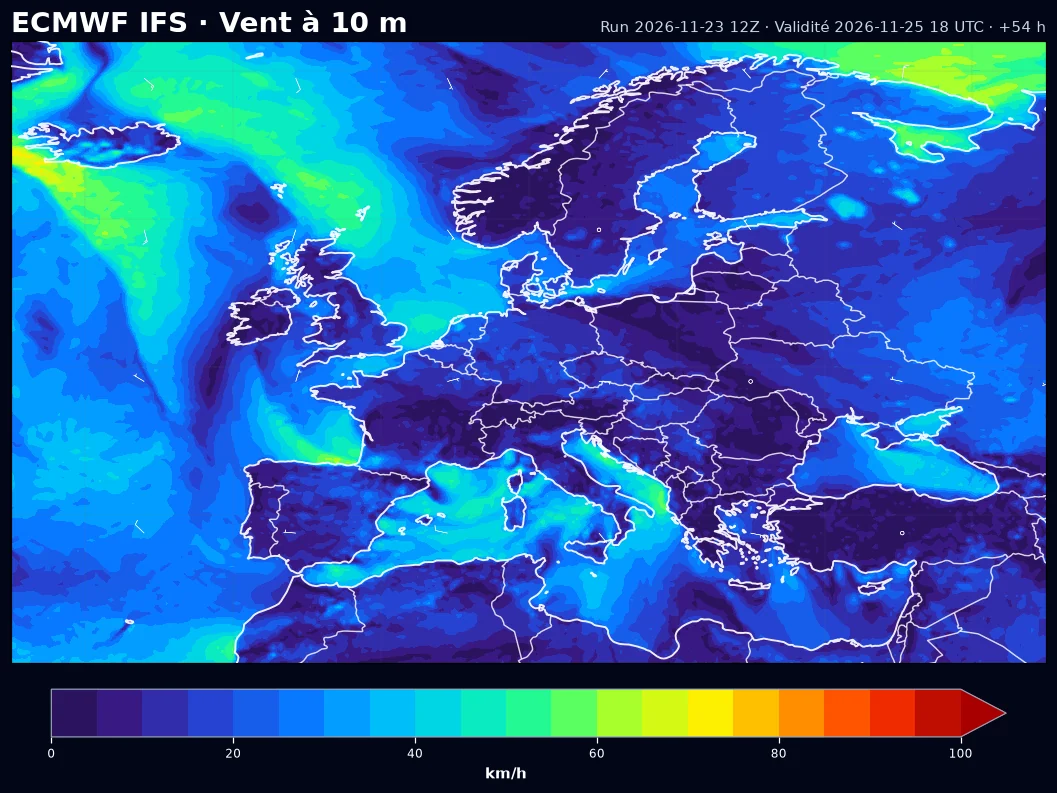 ECMWF IFS · Vent à 10 m
Run 2026-11-23 12Z · Validité 2026-11-25 18 UTC · +54 h
0 20 40 60 80 100
km/h